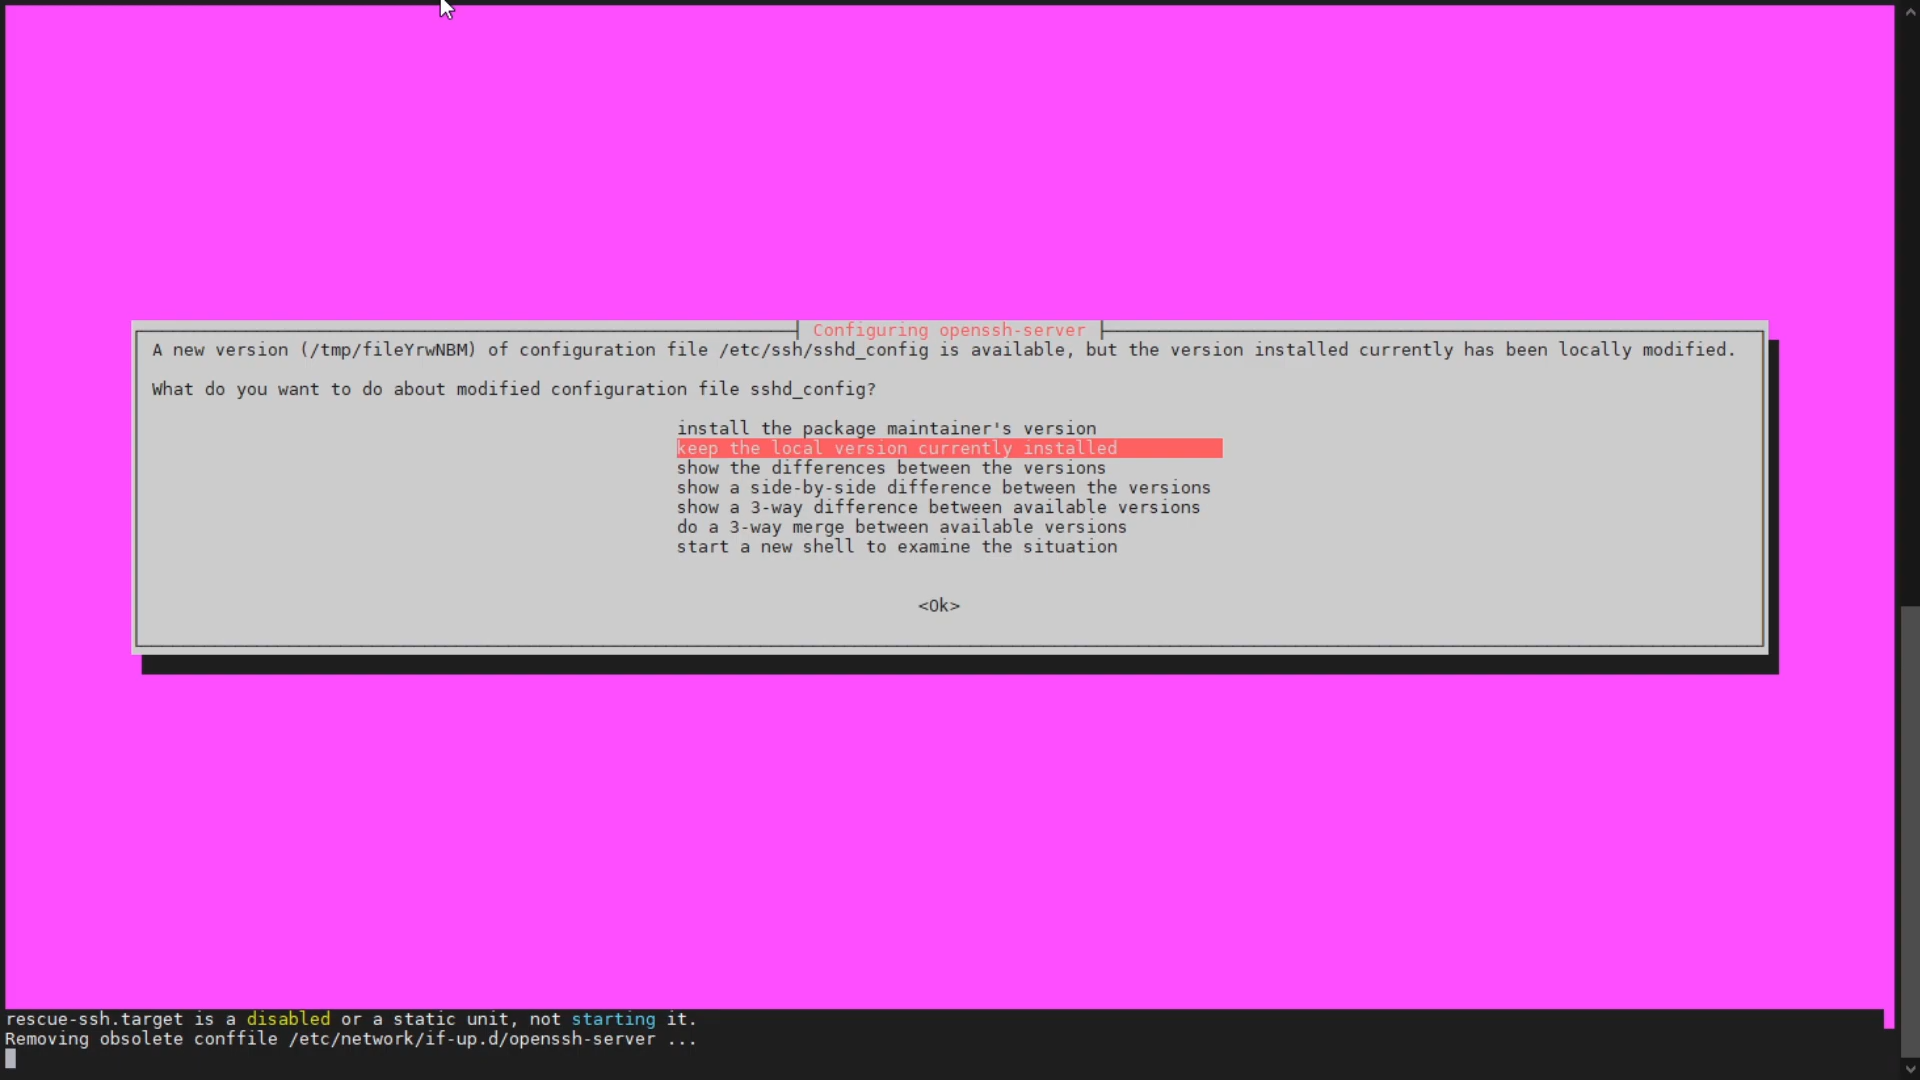 Configuring openssh-server
A new version (/tmp/fileYrwNBM) of configuration file /etc/ssh/sshd_config is available, but the version installed currently has been locally modified.
What do you want to do about modified configuration file sshd_config?
install the package maintainer's version
keep the local version currently installed
show the differences between the versions
show a side-by-side difference between the versions
show a 3-way difference between available versions
do a 3-way merge between available versions
start a new shell to examine the situation
<Ok>
rescue-ssh.target is a disabled or a static unit, not starting it.
Removing obsolete conffile /etc/network/if-up.d/openssh-server ...